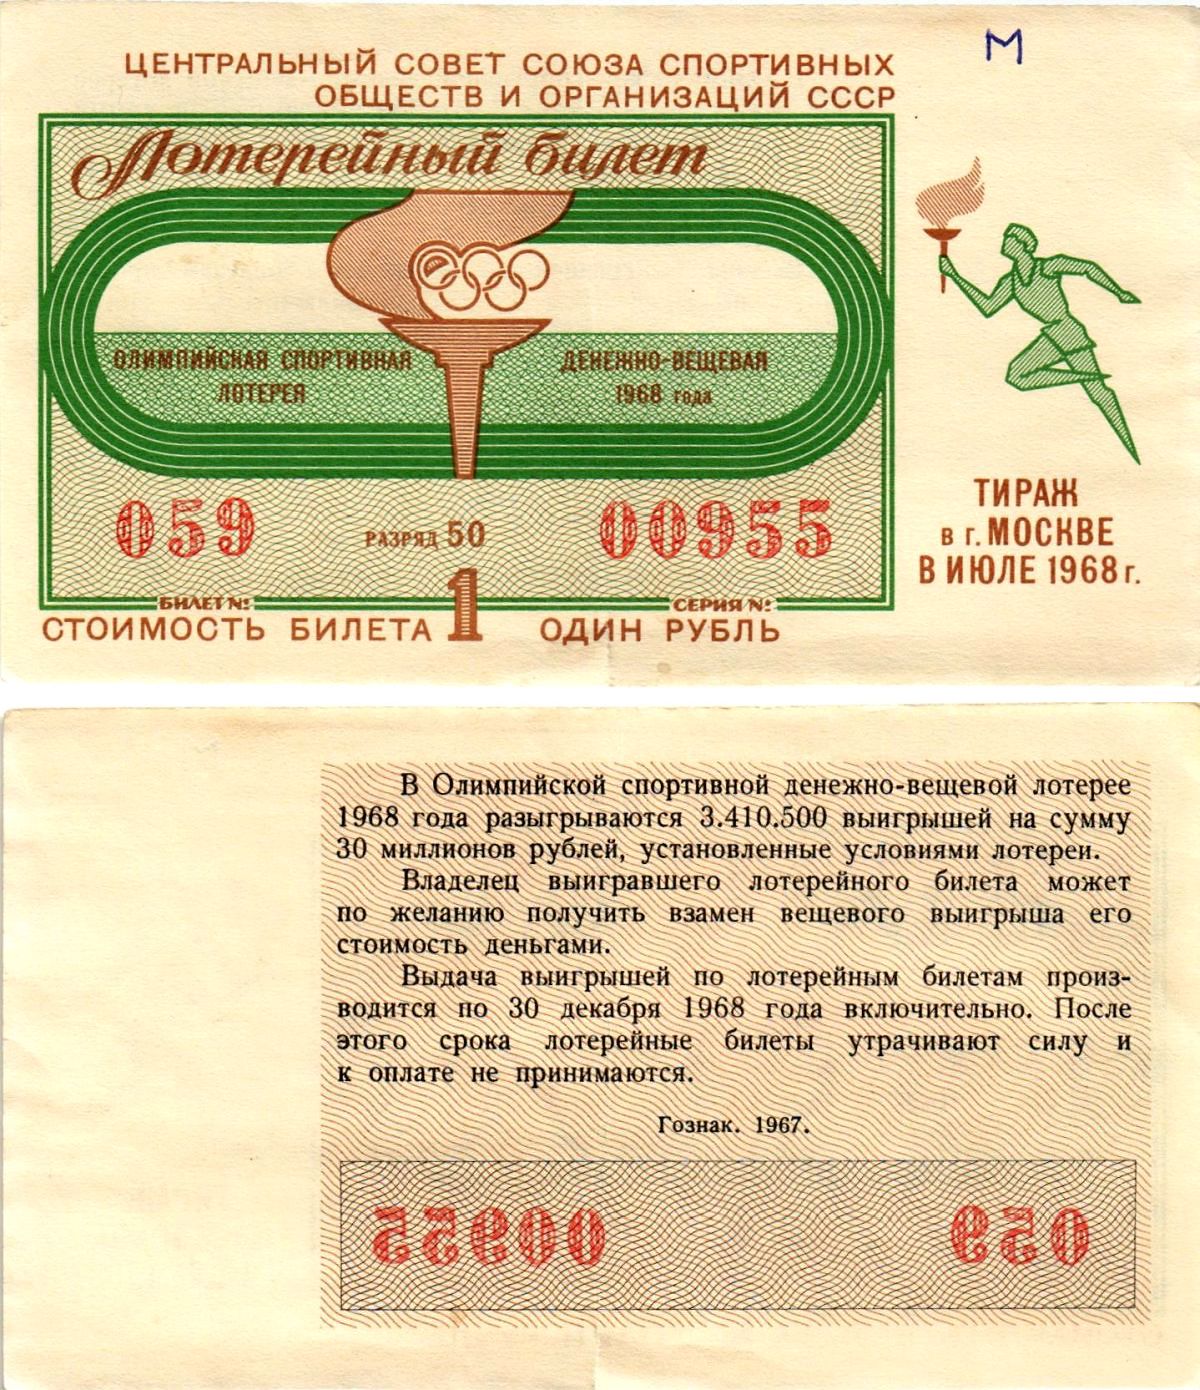 М
ЦЕНТРАЛЬНЫЙ СОВЕТ СОЮЗА СПОРТИВНЫХ
ОБЩЕСТВ И ОРГАНИЗАЦИЙ СССР
Лотерейный билет
ОЛИМПИЙСКАЯ СПОРТИВНАЯ
ЛОТЕРЕЯ
ДЕНЕЖНО-ВЕЩЕВАЯ
1968 года
059
РАЗРЯД 50
00955
БИЛЕТ №:
СЕРИЯ №:
СТОИМОСТЬ БИЛЕТА 1 ОДИН РУБЛЬ
ТИРАЖ
в г. МОСКВЕ
В ИЮЛЕ 1968 г.
В Олимпийской спортивной денежно-вещевой лотерее
1968 года разыгрываются 3.410.500 выигрышей на сумму
30 миллионов рублей, установленные условиями лотереи.
Владелец выигравшего лотерейного билета может
по желанию получить взамен вещевого выигрыша его
стоимость деньгами.
Выдача выигрышей по лотерейным билетам произ-
водится по 30 декабря 1968 года включительно. После
этого срока лотерейные билеты утрачивают силу и
к оплате не принимаются.
Гознак. 1967.
00955
059